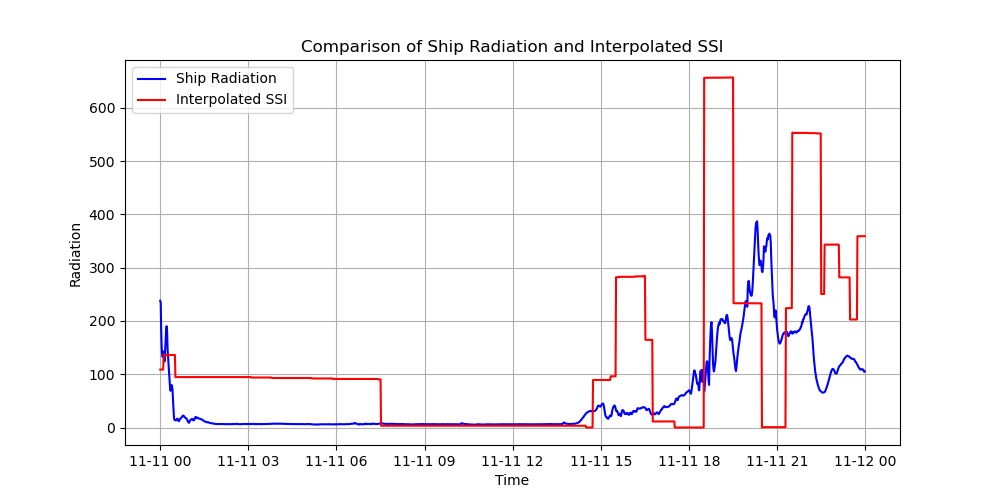 Comparison of Ship Radiation and Interpolated SSI
Ship Radiation
Interpolated SSI
Radiation
600
500
400
300
200
100
0
11-11 00 11-11 03 11-11 06 11-11 09 11-11 12 11-11 15 11-11 18 11-11 21 11-12 00
Time